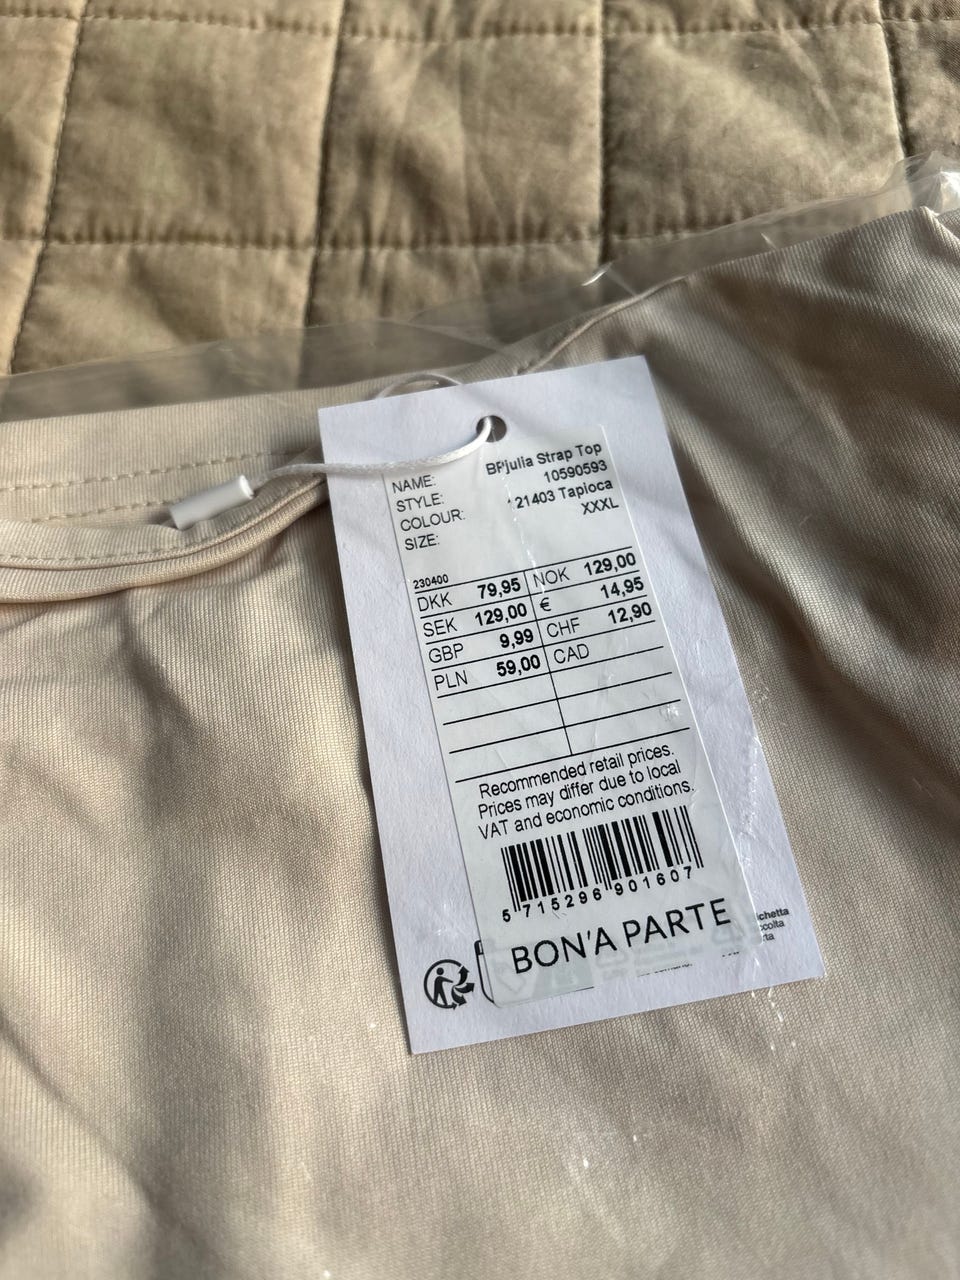 NAME: BPjulia Strap Top
STYLE: 10590593
COLOUR: 121403 Tapioca
SIZE: XXXL
230400
DKK 79,95 NOK 129,00
SEK 129,00 € 14,95
GBP 9,99 CHF 12,90
PLN 59,00 CAD
Recommended retail prices.
Prices may differ due to local
VAT and economic conditions.
5 715296 901607
BON'A PARTE